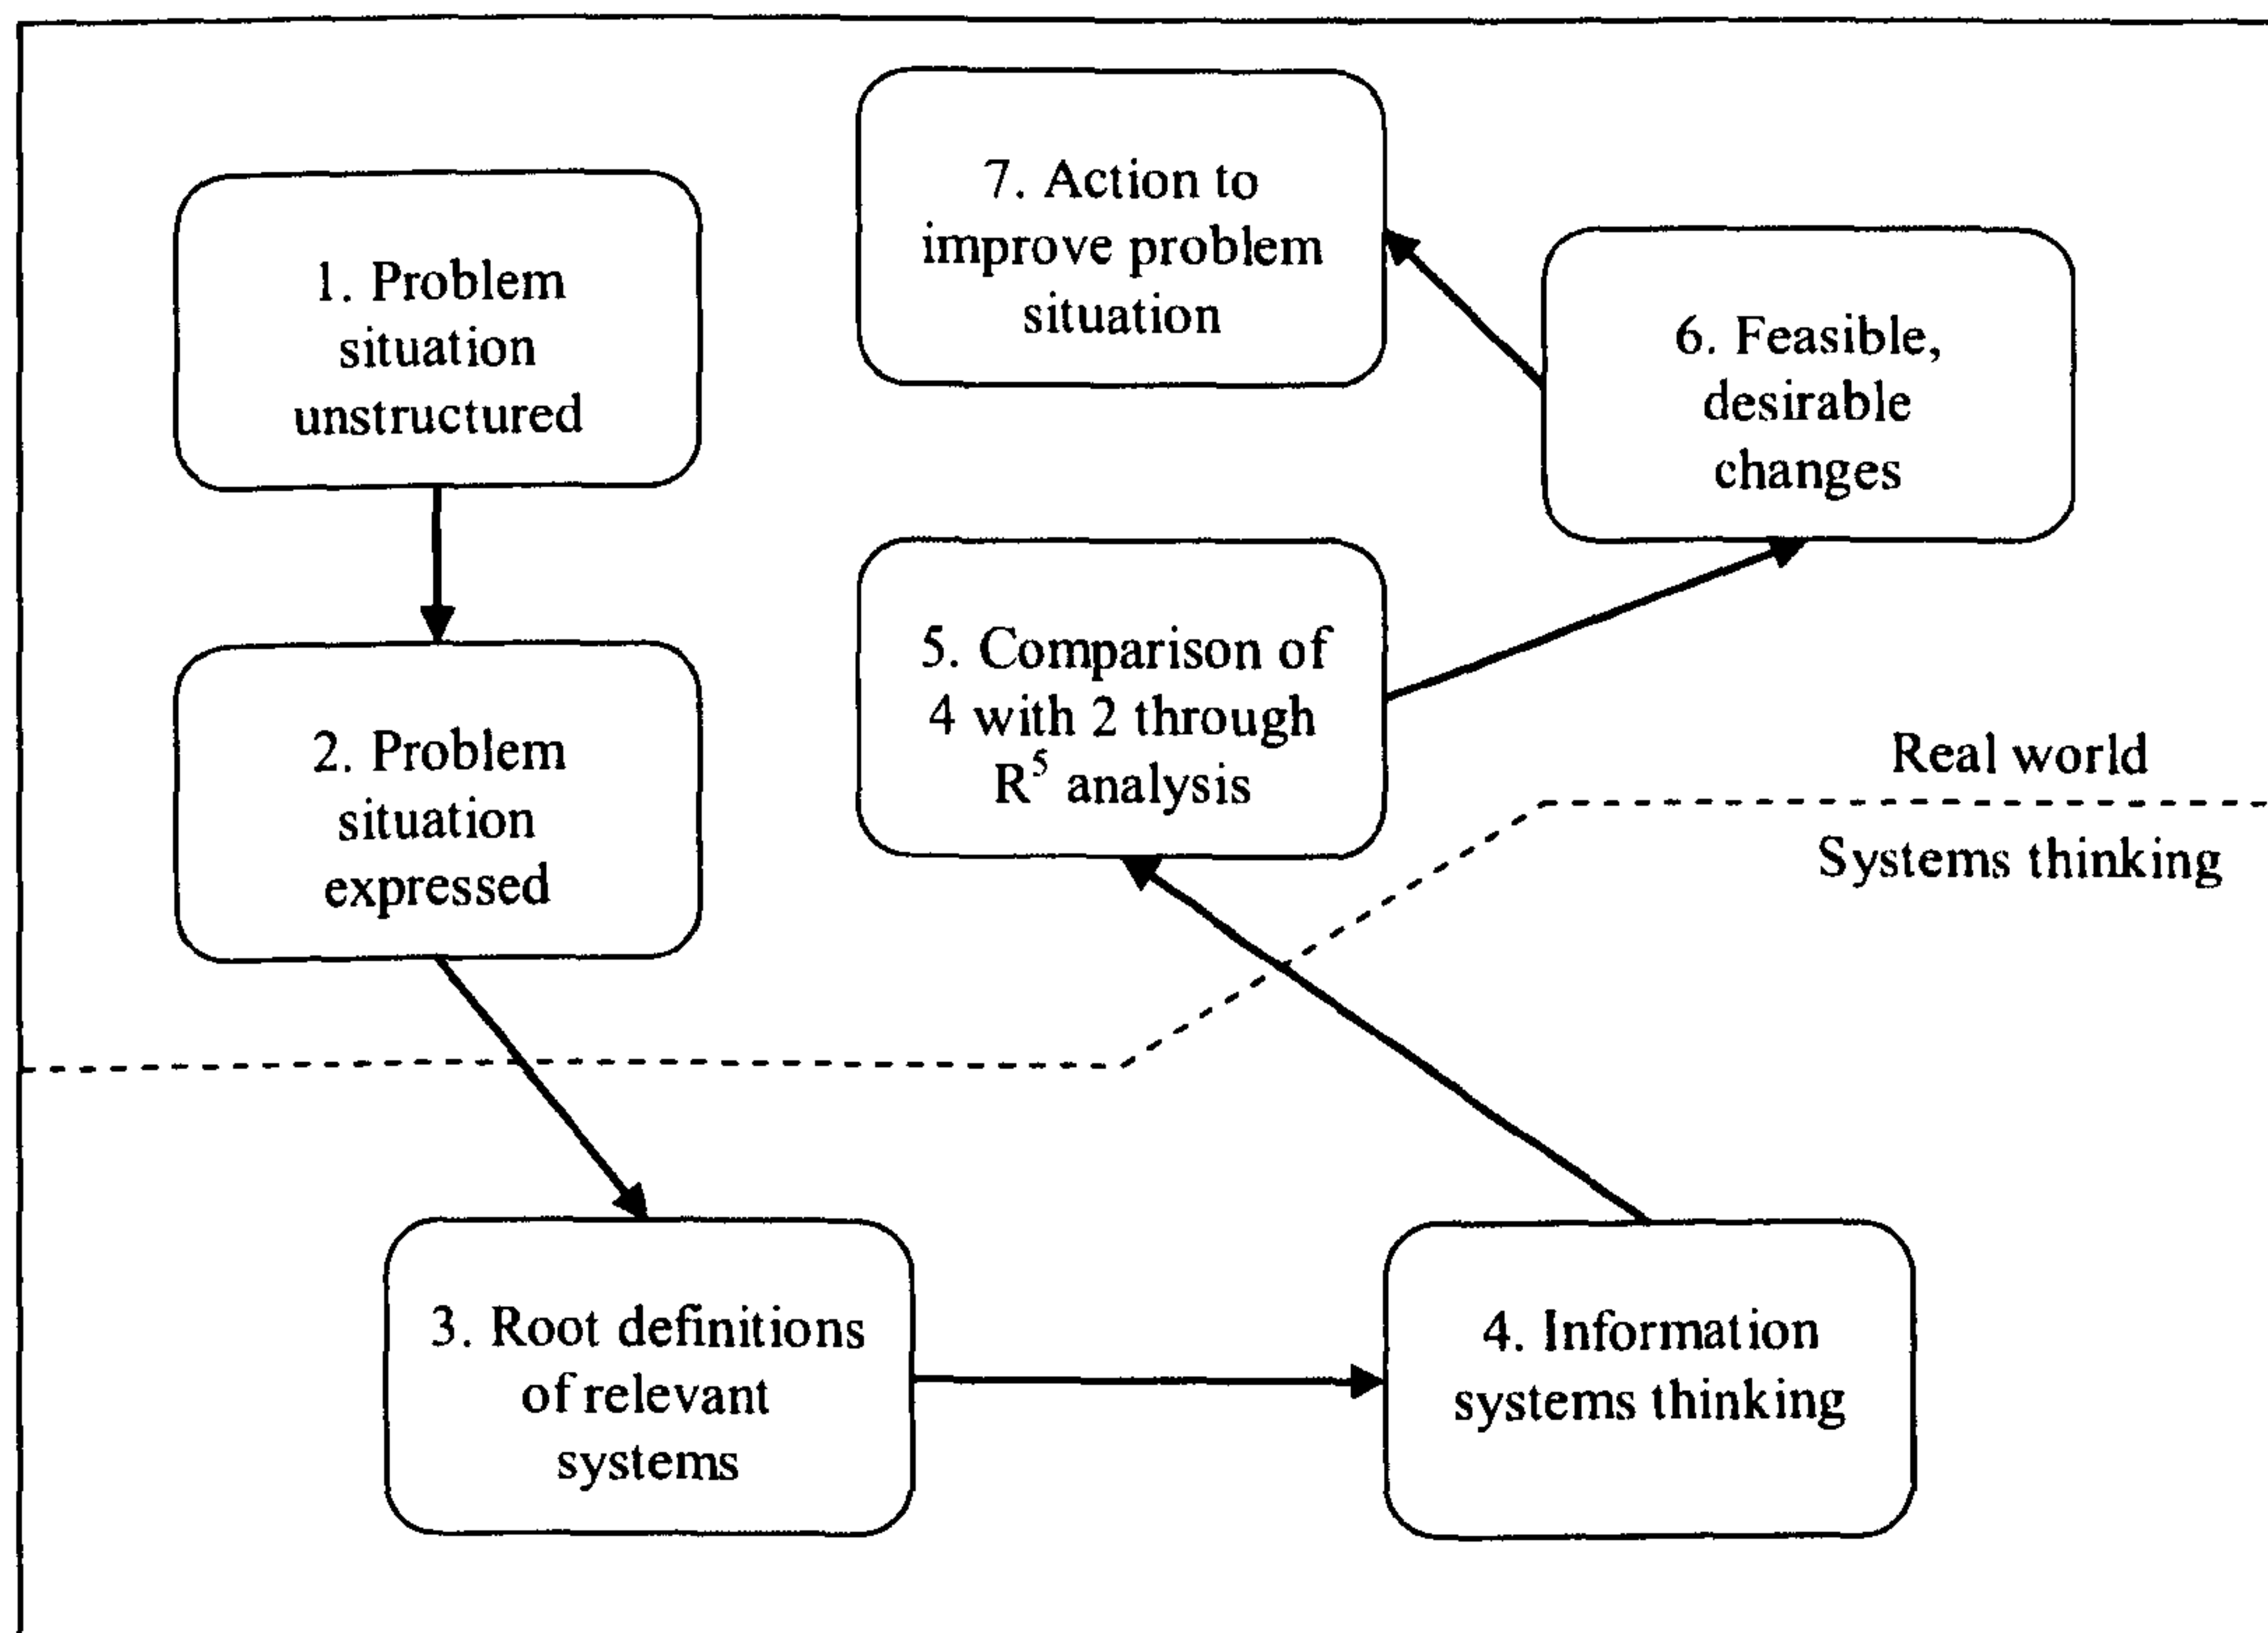 1. Problem
situation
unstructured
2. Problem
situation
expressed
3. Root definitions
of relevant
systems
4. Information
systems thinking
5. Comparison of
4 with 2 through
R⁵ analysis
6. Feasible,
desirable
changes
7. Action to
improve problem
situation
Real world
Systems thinking